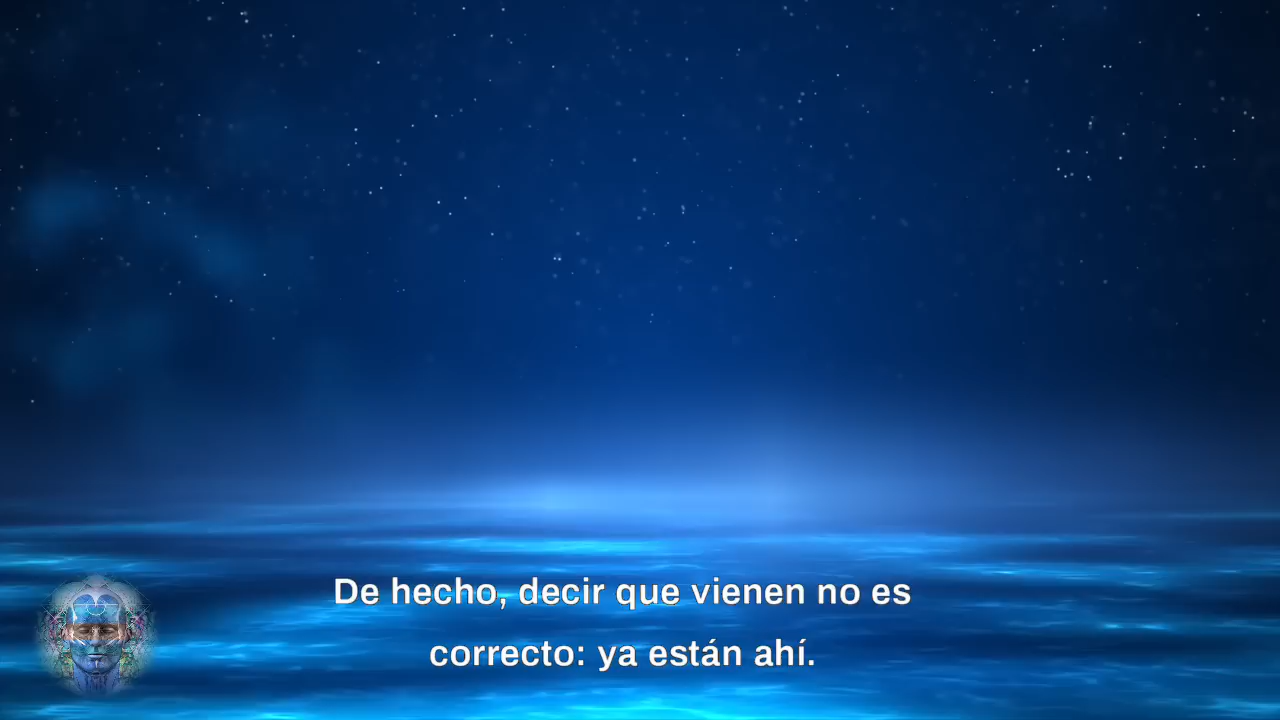 De hecho, decir que vienen no es
correcto: ya están ahí.